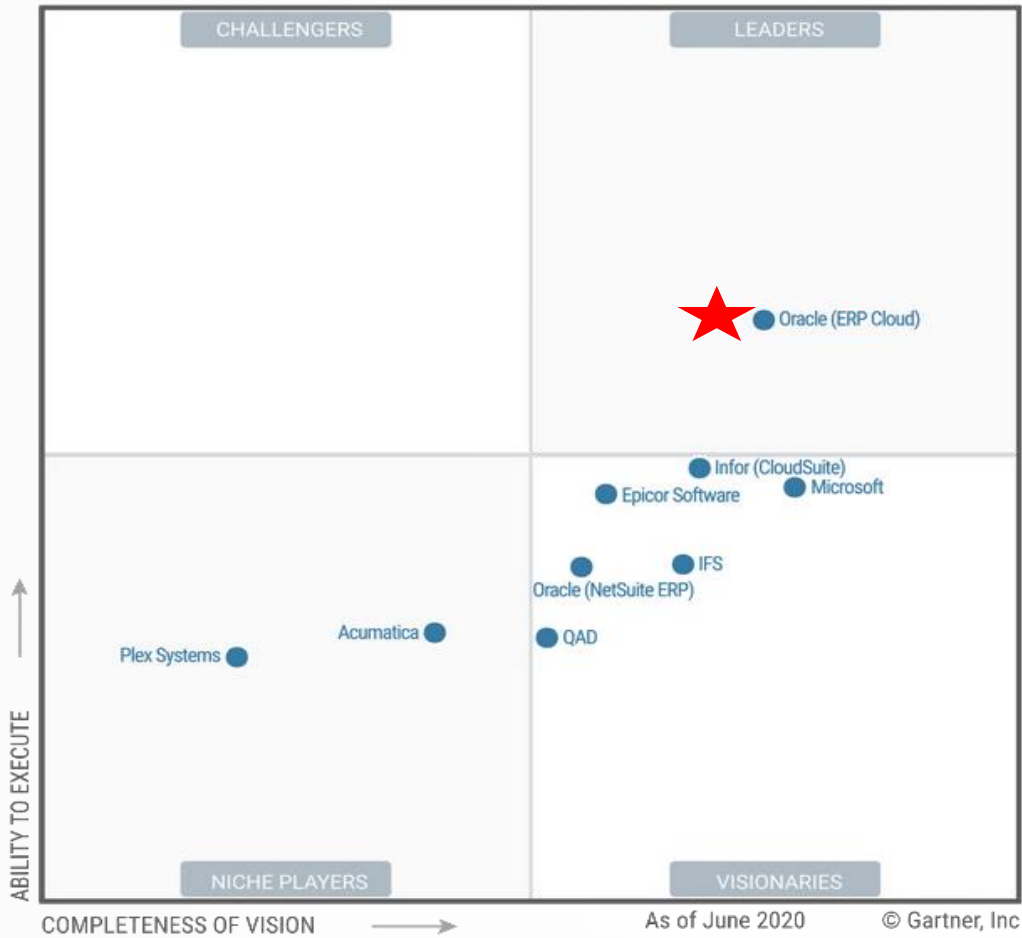 CHALLENGERS
LEADERS
Oracle (ERP Cloud)
Infor (CloudSuite)
Microsoft
Epicor Software
IFS
Oracle (NetSuite ERP)
Acumatica
QAD
Plex Systems
ABILITY TO EXECUTE
NICHE PLAYERS
VISIONARIES
COMPLETENESS OF VISION
As of June 2020
© Gartner, Inc